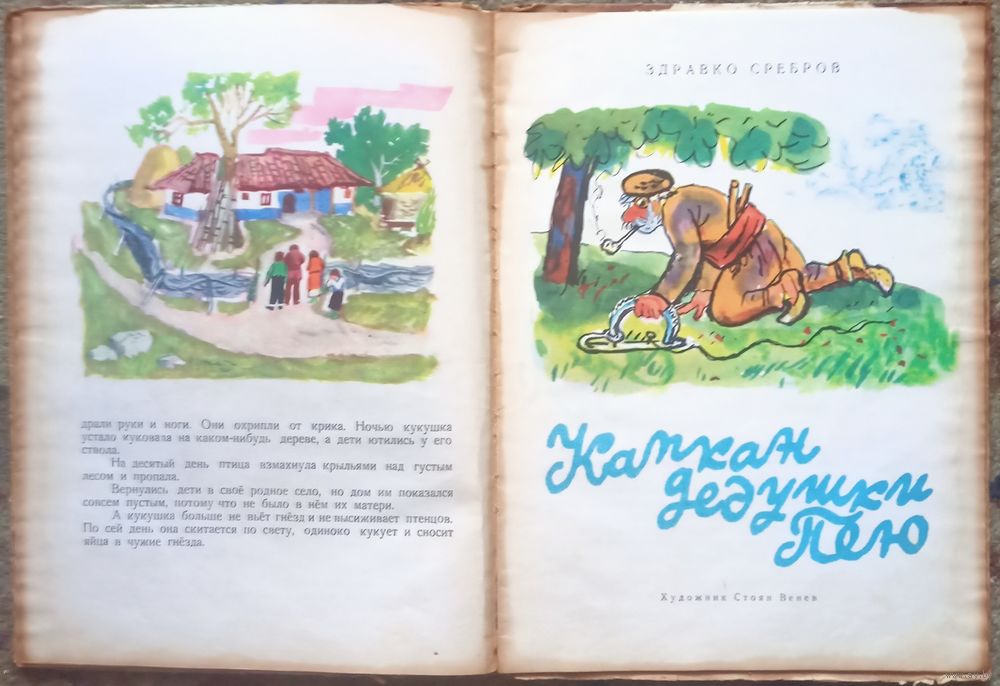 драли руки и ноги. Они охрипли от крика. Ночью кукушка
устало куковала на каком-нибудь дереве, а дети ютились у его
ствола.
На десятый день птица взмахнула крыльями над густым
лесом и пропала.
Вернулись дети в своё родное село, но дом им показался
совсем пустым, потому что не было в нём их матери.
А кукушка больше не вьёт гнёзд и не высиживает птенцов.
По сей день она скитается по свету, одиноко кукует и сносит
яйца в чужие гнёзда.
ЗДРАВКО СРЕБРОВ
Капкан
дедушки
Пею
Художник Стоян Венев